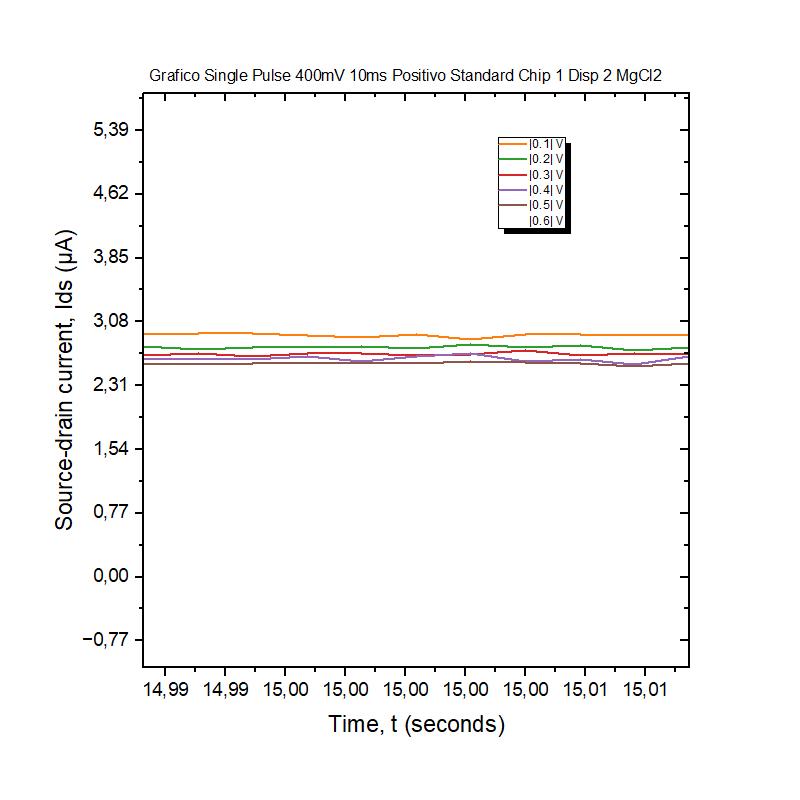 Grafico Single Pulse 400mV 10ms Positivo Standard Chip 1 Disp 2 MgCl2
5,39
4,62
3,85
3,08
2,31
1,54
0,77
0,00
−0,77
Source-drain current, Ids (µA)
|0.1| V
|0.2| V
|0.3| V
|0.4| V
|0.5| V
|0.6| V
14,99 14,99 15,00 15,00 15,00 15,00 15,00 15,01 15,01
Time, t (seconds)